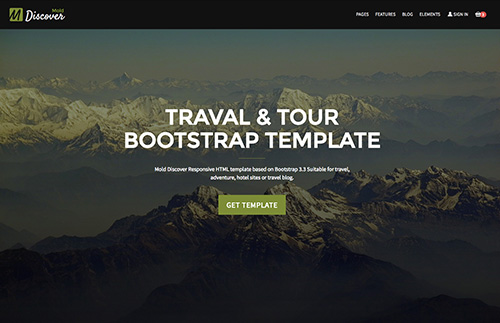 M Mold
Discover
PAGES FEATURES BLOG ELEMENTS SIGN IN
TRAVAL & TOUR
BOOTSTRAP TEMPLATE
Mold Discover Responsive HTML template based on Bootstrap 3.3 Suitable for travel,
adventure, hotel sites or travel blog.
GET TEMPLATE